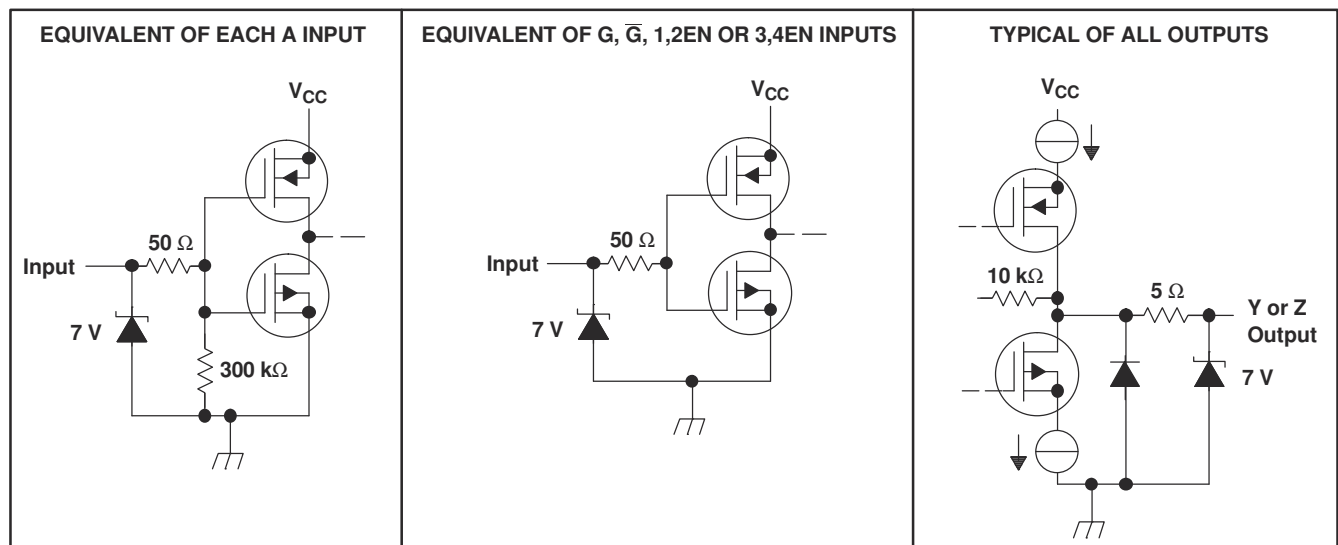 EQUIVALENT OF EACH A INPUT
VCC
50 Ω
Input
7 V
300 kΩ
EQUIVALENT OF G, G̅, 1,2EN OR 3,4EN INPUTS
VCC
50 Ω
Input
7 V
TYPICAL OF ALL OUTPUTS
VCC
10 kΩ
5 Ω
Y or Z
Output
7 V